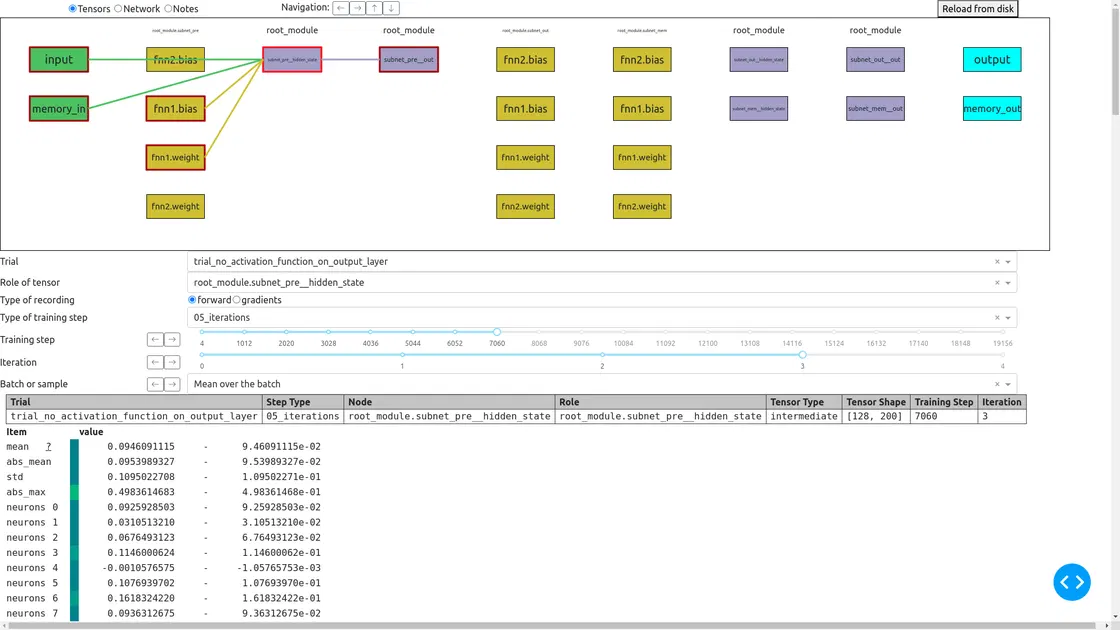 Tensors Network Notes Navigation: ← → ↑ ↓ Reload from disk
root_module.subnet_pre root_module root_module root_module.subnet_out root_module.subnet_mem root_module root_module
input fnn2.bias subnet_pre__hidden_state subnet_pre__out fnn2.bias fnn2.bias subnet_out__hidden_state subnet_out__out output
memory_in fnn1.bias fnn1.bias fnn1.bias subnet_mem__hidden_state subnet_mem__out memory_out
fnn1.weight fnn1.weight fnn1.weight
fnn2.weight fnn2.weight fnn2.weight
Trial trial_no_activation_function_on_output_layer
Role of tensor root_module.subnet_pre__hidden_state
Type of recording forward gradients
Type of training step 05_iterations
Training step ← → 4 1012 2020 3028 4036 5044 6052 7060 8068 9076 10084 11092 12100 13108 14116 15124 16132 17140 18148 19156
Iteration ← → 0 1 2 3 4
Batch or sample ← → Mean over the batch
Trial Step Type Node Role Tensor Type Tensor Shape Training Step Iteration
trial_no_activation_function_on_output_layer 05_iterations root_module.subnet_pre__hidden_state root_module.subnet_pre__hidden_state intermediate [128, 200] 7060 3
Item value
mean ? 0.0946091115 - 9.46091115e-02
abs_mean 0.0953989327 - 9.53989327e-02
std 0.1095022708 - 1.09502271e-01
abs_max 0.4983614683 - 4.98361468e-01
neurons 0 0.0925928503 - 9.25928503e-02
neurons 1 0.0310513210 - 3.10513210e-02
neurons 2 0.0676493123 - 6.76493123e-02
neurons 3 0.1146000624 - 1.14600062e-01
neurons 4 -0.0010576575 - -1.05765753e-03
neurons 5 0.1076939702 - 1.07693970e-01
neurons 6 0.1618324220 - 1.61832422e-01
neurons 7 0.0936312675 - 9.36312675e-02